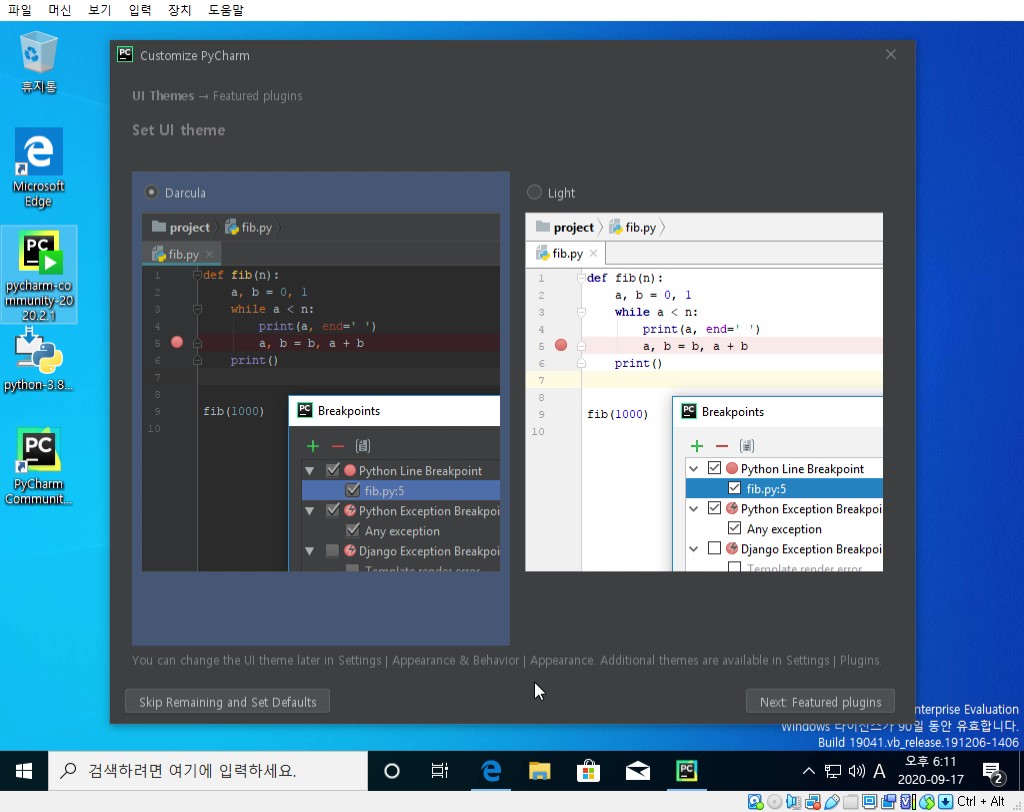 파일 머신 보기 입력 장치 도움말
Customize PyCharm
UI Themes → Featured plugins
Set UI theme
Darcula
project fib.py
fib.py
1 def fib(n):
2 a, b = 0, 1
3 while a < n:
4 print(a, end=' ')
5 a, b = b, a + b
6 print()
7
8
9 fib(1000)
10
Breakpoints
Python Line Breakpoint
fib.py:5
Python Exception Breakpoi
Any exception
Django Exception Breakpoi
Template render error
Light
project fib.py
fib.py
1 def fib(n):
2 a, b = 0, 1
3 while a < n:
4 print(a, end=' ')
5 a, b = b, a + b
6 print()
7
8
9 fib(1000)
10
Breakpoints
Python Line Breakpoint
fib.py:5
Python Exception Breakpoi
Any exception
Django Exception Breakpoi
Template render error
You can change the UI theme later in Settings | Appearance & Behavior | Appearance. Additional themes are available in Settings | Plugins.
Skip Remaining and Set Defaults
Next: Featured plugins
휴지통
Microsoft
Edge
PC
pycharm-co
mmunity-20
20.2.1
python-3.8...
PC
PyCharm
Communit...
nterprise Evaluation
Windows 라이선스가 90일 동안 유효합니다.
Build 19041.vb_release.191206-1406
검색하려면 여기에 입력하세요.
A
오후 6:11
2020-09-17
2
Ctrl + Alt